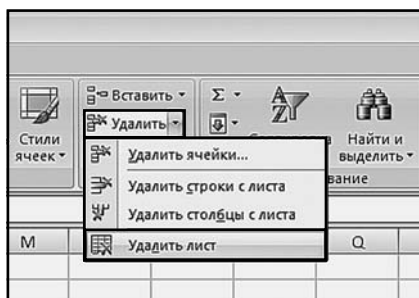 Вставить
Σ
Удалить
Стили ячеек
А
Я
Найти и выделить
Удалить ячейки...
Удалить строки с листа
Удалить столбцы с листа
Удалить лист
вание
M
Q